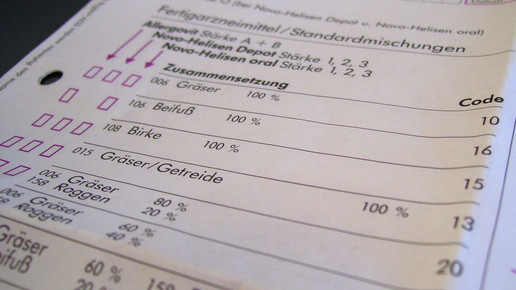 (bei Novo-Helisen Depot u. Novo-Helisen oral)
Fertigarzneimittel/Standardmischungen
Allergovit Stärke A + B
Novo-Helisen Depot Stärke 1, 2, 3
Novo-Helisen oral Stärke 1, 2, 3
Zusammensetzung Code
006 Gräser 100 % 10
106 Beifuß 100 % 16
108 Birke 100 % 15
015 Gräser/Getreide 100 % 13
006 Gräser 80 %
158 Roggen 20 % 20
006 Gräser 60 %
158 Roggen 40 %
Gräser 60 % 158